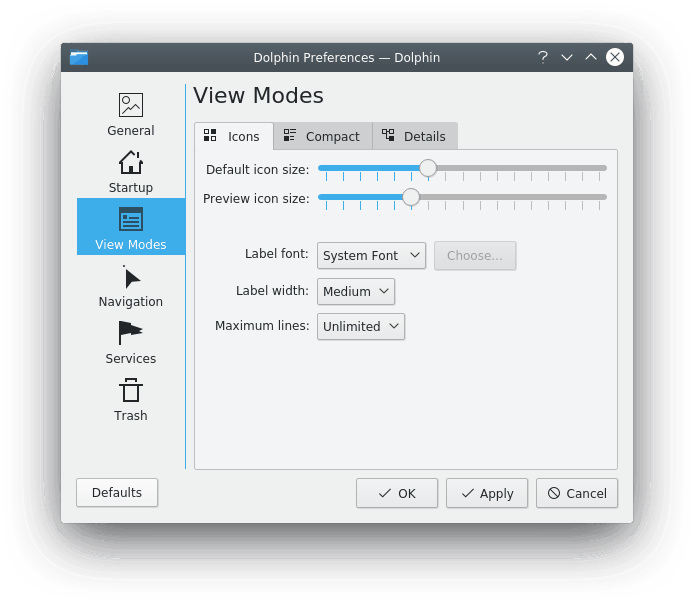 Dolphin Preferences — Dolphin
General
Startup
View Modes
Navigation
Services
Trash
View Modes
Icons
Compact
Details
Default icon size:
Preview icon size:
Label font: System Font Choose...
Label width: Medium
Maximum lines: Unlimited
Defaults
OK
Apply
Cancel